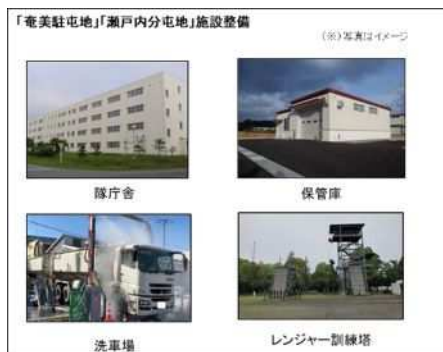 「奄美駐屯地」「瀬戸内分屯地」施設整備
(※)写真はイメージ
隊庁舎
保管庫
洗車場
レンジャー訓練塔